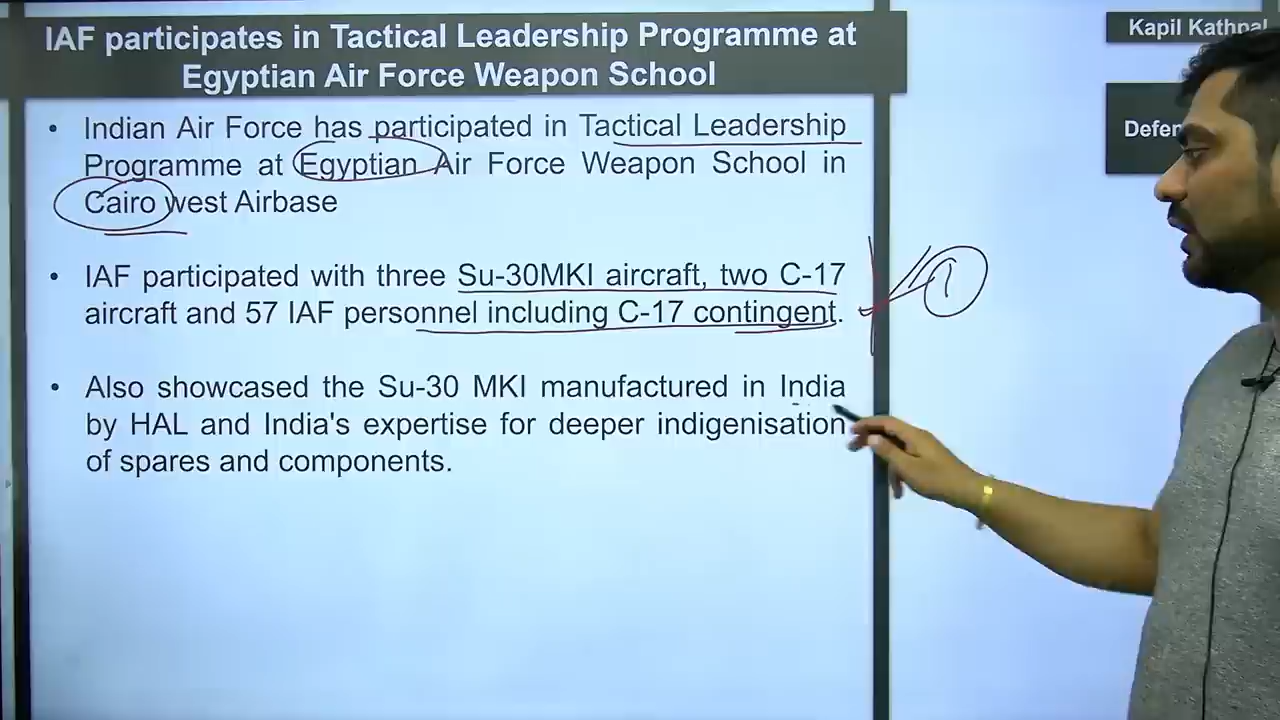 IAF participates in Tactical Leadership Programme at
Egyptian Air Force Weapon School
Kapil Kathpal
• Indian Air Force has participated in Tactical Leadership
Programme at Egyptian Air Force Weapon School in
Cairo west Airbase
• IAF participated with three Su-30MKI aircraft, two C-17
aircraft and 57 IAF personnel including C-17 contingent.
1
• Also showcased the Su-30 MKI manufactured in India
by HAL and India's expertise for deeper indigenisation
of spares and components.